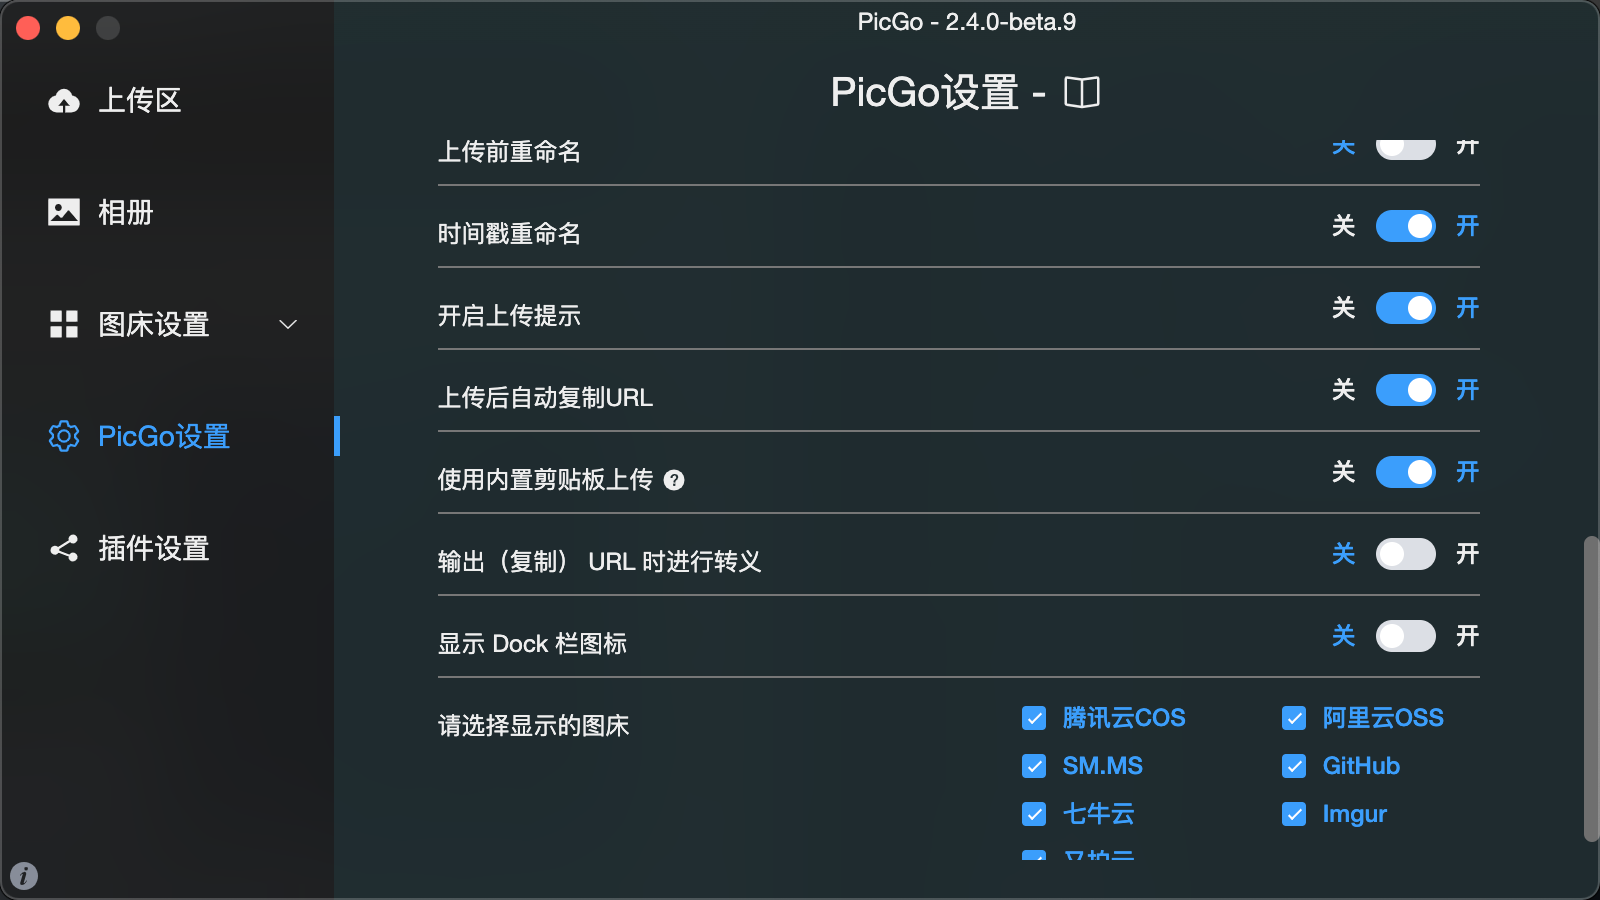 PicGo - 2.4.0-beta.9
上传区
相册
图床设置
PicGo设置
插件设置
PicGo设置 -
上传前重命名 关 开
时间戳重命名 关 开
开启上传提示 关 开
上传后自动复制URL 关 开
使用内置剪贴板上传 ? 关 开
输出（复制） URL 时进行转义 关 开
显示 Dock 栏图标 关 开
请选择显示的图床 腾讯云COS 阿里云OSS
SM.MS GitHub
七牛云 Imgur
又拍云